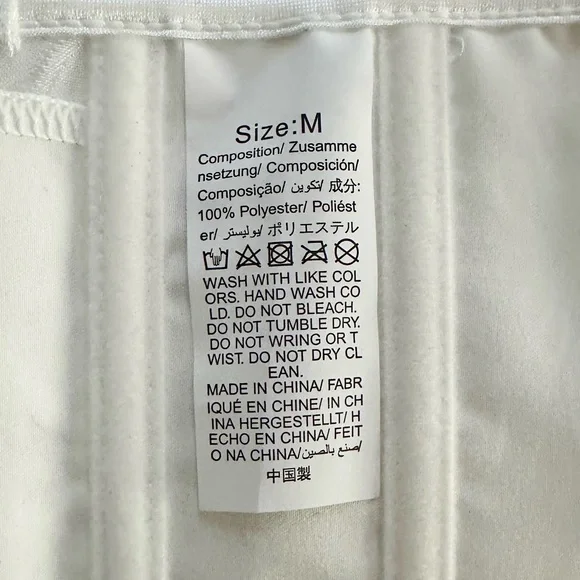 Size:M
Composition/ Zusamme
nsetzung/ Composición/
Composição/ تكوين/ 成分:
100% Polyester/ Poliést
er/ بوليستر/ ポリエステル
WASH WITH LIKE COL
ORS. HAND WASH CO
LD. DO NOT BLEACH.
DO NOT TUMBLE DRY.
DO NOT WRING OR T
WIST. DO NOT DRY CL
EAN.
MADE IN CHINA/ FABR
IQUÉ EN CHINE/ IN CH
INA HERGESTELLT/ H
ECHO EN CHINA/ FEIT
O NA CHINA/ صنع بالصين/
中国製